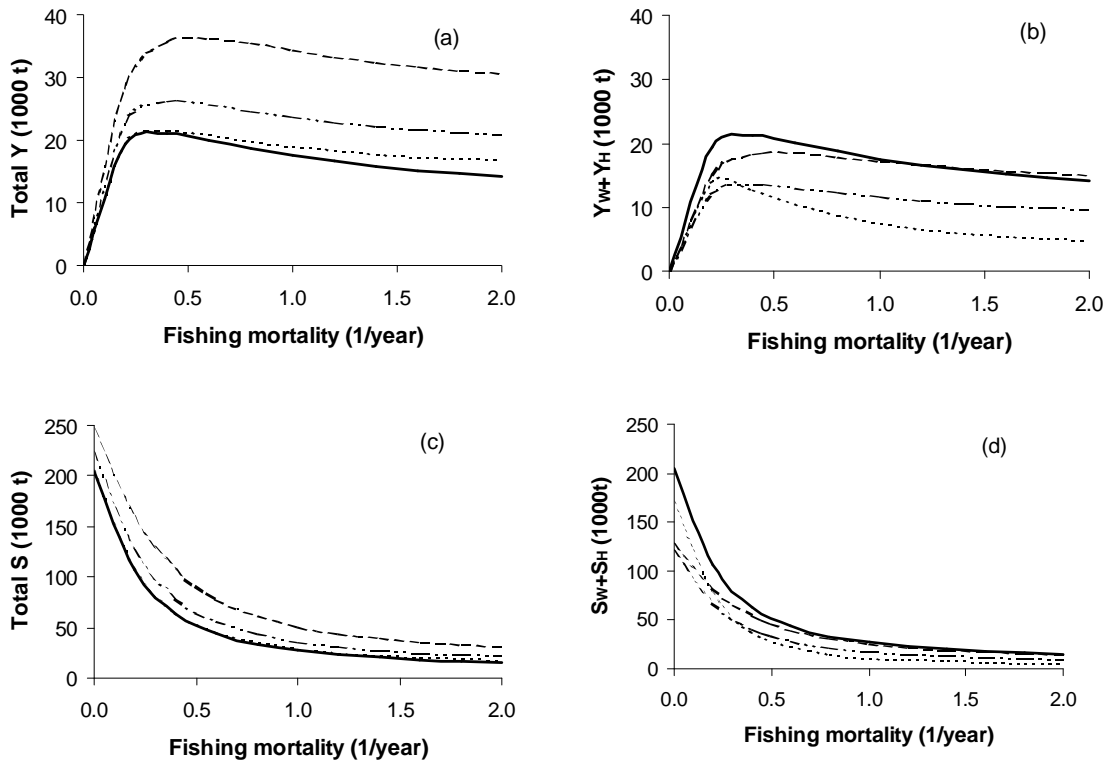 (a)
Total Y (1000 t)
40
30
20
10
0
0.0 0.5 1.0 1.5 2.0
Fishing mortality (1/year)
(b)
YW+ YH (1000 t)
40
30
20
10
0
0.0 0.5 1.0 1.5 2.0
Fishing mortality (1/year)
(c)
Total S (1000 t)
250
200
150
100
50
0
0.0 0.5 1.0 1.5 2.0
Fishing mortality (1/year)
(d)
SW+SH (1000t)
250
200
150
100
50
0
0.0 0.5 1.0 1.5 2.0
Fishing mortality (1/year)